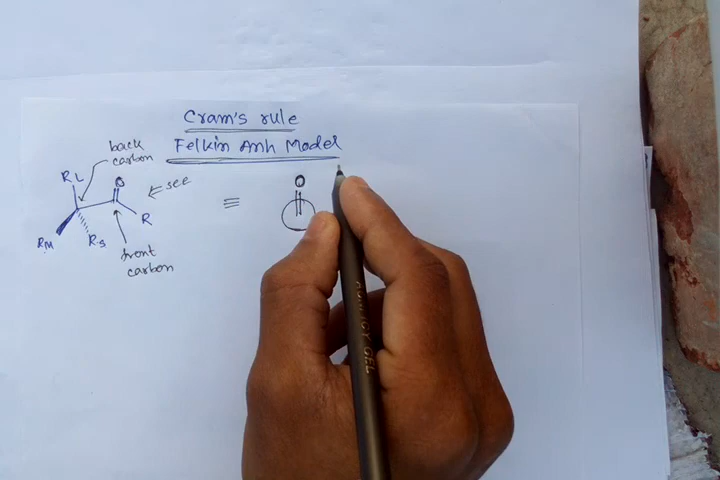 Cram's rule
Felkin Anh Model
back
carbon
RL
O
see
R
RM
RS
front
carbon
≡
O